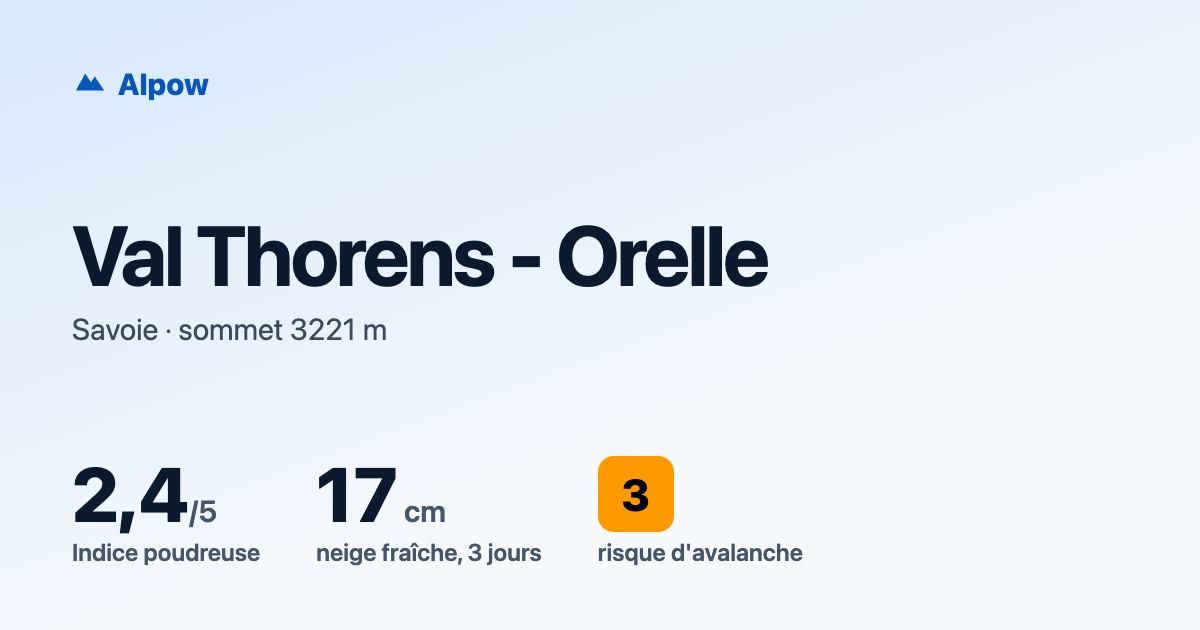 Alpow
Val Thorens - Orelle
Savoie · sommet 3221 m
2,4/5
Indice poudreuse
17 cm
neige fraîche, 3 jours
3
risque d'avalanche